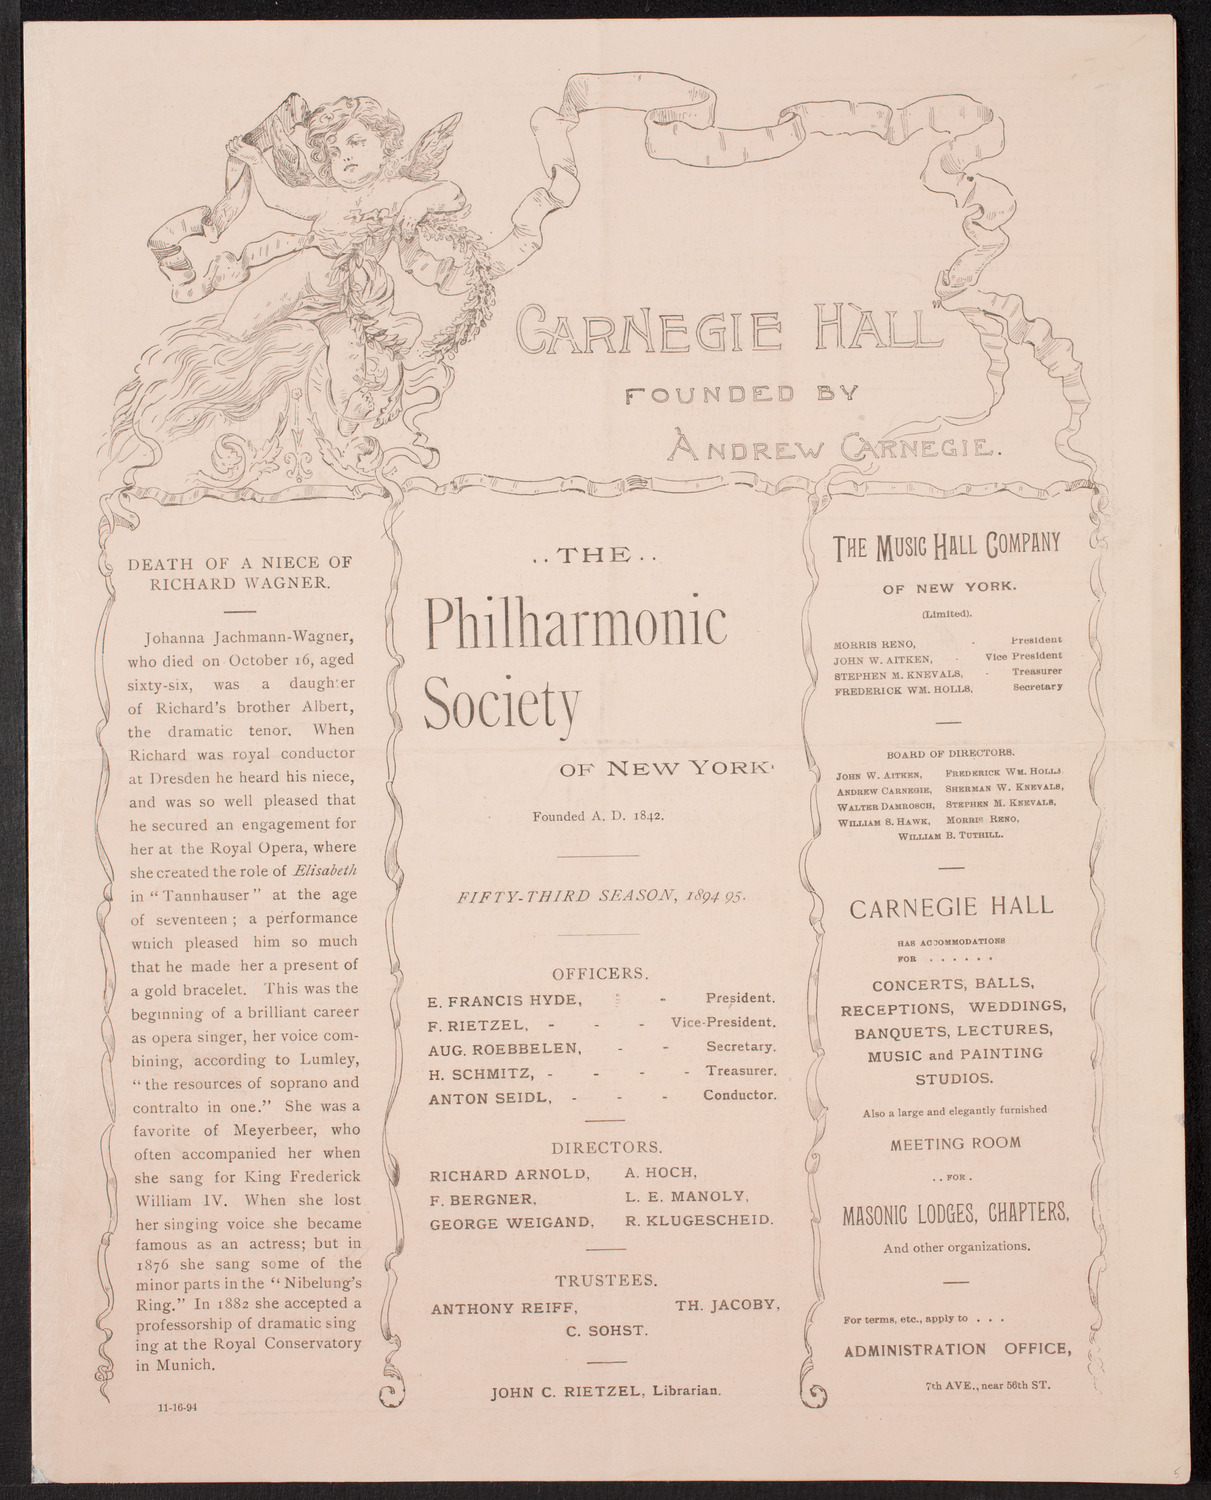 "CARNEGIE HALL"
FOUNDED BY
ANDREW CARNEGIE.
DEATH OF A NIECE OF
RICHARD WAGNER.
Johanna Jachmann-Wagner,
who died on October 16, aged
sixty-six, was a daughter
of Richard's brother Albert,
the dramatic tenor. When
Richard was royal conductor
at Dresden he heard his niece,
and was so well pleased that
he secured an engagement for
her at the Royal Opera, where
she created the role of Elisabeth
in "Tannhauser" at the age
of seventeen; a performance
which pleased him so much
that he made her a present of
a gold bracelet. This was the
beginning of a brilliant career
as opera singer, her voice com-
bining, according to Lumley,
"the resources of soprano and
contralto in one." She was a
favorite of Meyerbeer, who
often accompanied her when
she sang for King Frederick
William IV. When she lost
her singing voice she became
famous as an actress; but in
1876 she sang some of the
minor parts in the "Nibelung's
Ring." In 1882 she accepted a
professorship of dramatic sing
ing at the Royal Conservatory
in Munich.
11-16-94
..THE..
Philharmonic
Society
OF NEW YORK.
Founded A. D. 1842.
FIFTY-THIRD SEASON, 1894 95.
OFFICERS.
E. FRANCIS HYDE, - - President.
F. RIETZEL, - - - Vice-President.
AUG. ROEBBELEN, - - Secretary.
H. SCHMITZ, - - - - Treasurer.
ANTON SEIDL, - - - Conductor.
DIRECTORS.
RICHARD ARNOLD, A. HOCH,
F. BERGNER, L. E. MANOLY,
GEORGE WEIGAND, R. KLUGESCHEID.
TRUSTEES.
ANTHONY REIFF, TH. JACOBY,
C. SOHST.
JOHN C. RIETZEL, Librarian.
THE MUSIC HALL COMPANY
OF NEW YORK.
(Limited).
MORRIS RENO, - President
JOHN W. AITKEN, - Vice President
STEPHEN M. KNEVALS, - Treasurer
FREDERICK WM. HOLLS, Secretary
BOARD OF DIRECTORS.
JOHN W. AITKEN, FREDERICK WM. HOLLS
ANDREW CARNEGIE, SHERMAN W. KNEVALS,
WALTER DAMROSCH, STEPHEN M. KNEVALS,
WILLIAM S. HAWK, MORRIS RENO,
WILLIAM B. TUTHILL.
CARNEGIE HALL
HAS ACCOMMODATIONS
FOR . . . . . .
CONCERTS, BALLS,
RECEPTIONS, WEDDINGS,
BANQUETS, LECTURES,
MUSIC and PAINTING
STUDIOS.
Also a large and elegantly furnished
MEETING ROOM
. . FOR .
MASONIC LODGES, CHAPTERS,
And other organizations.
For terms, etc., apply to . . .
ADMINISTRATION OFFICE,
7th AVE., near 56th ST.
5